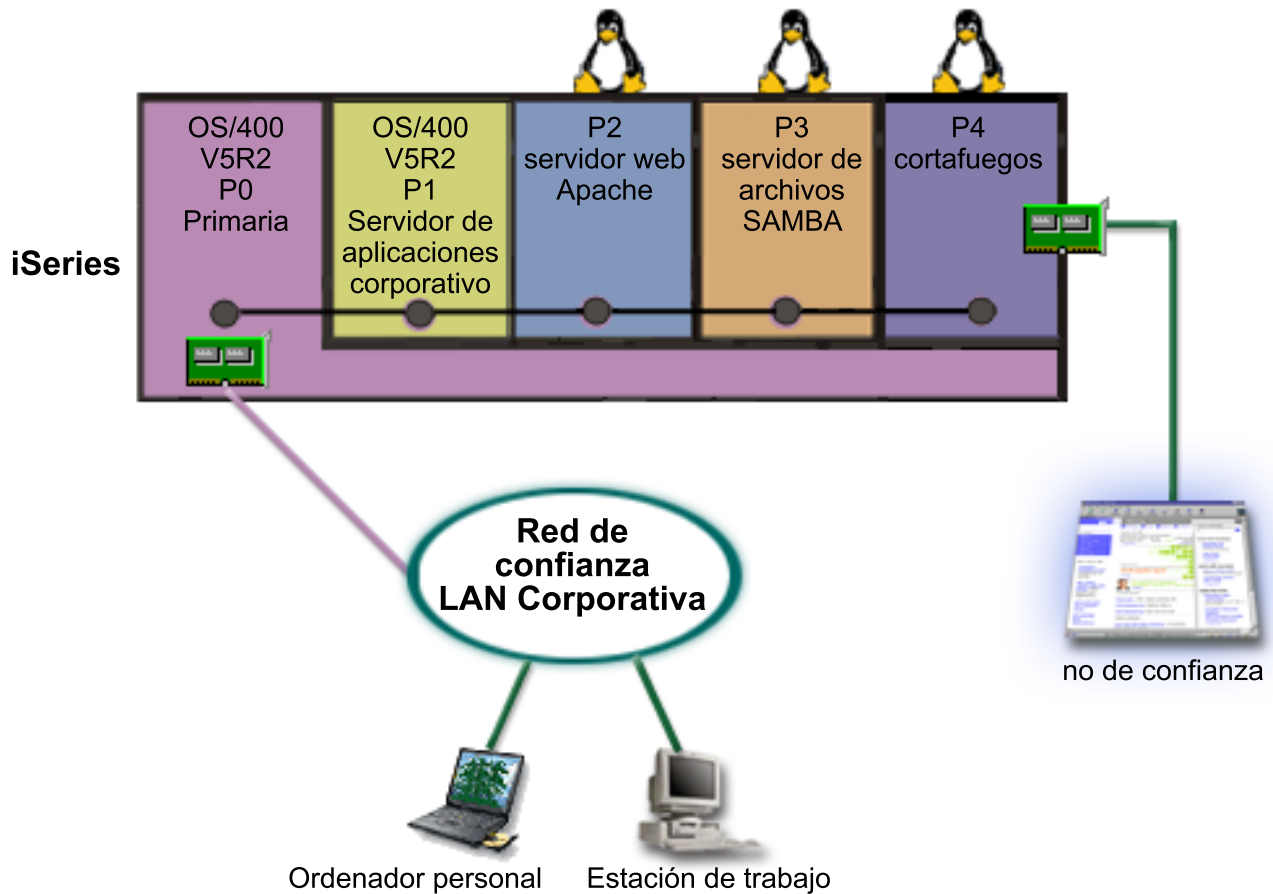 OS/400
V5R2
P0
Primaria
OS/400
V5R2
P1
Servidor de
aplicaciones
corporativo
P2
servidor web
Apache
P3
servidor de
archivos
SAMBA
P4
cortafuegos
iSeries
Red de
confianza
LAN Corporativa
no de confianza
Ordenador personal
Estación de trabajo